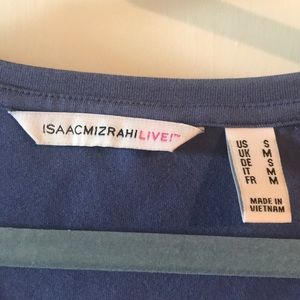 ISAACMIZRAHILIVE!™
US S
UK M
DE S
IT M
FR M
MADE IN
VIETNAM